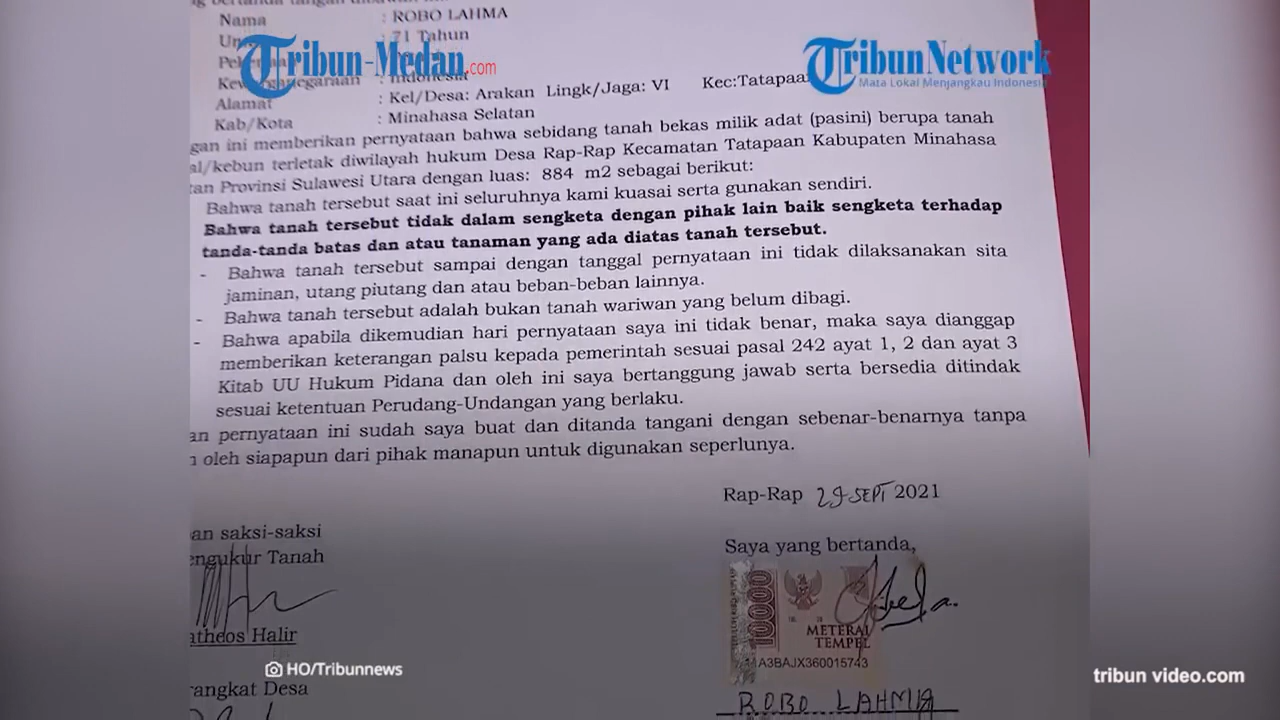 Nama : ROBO LAHMA
: 71 Tahun
Tribun-Medan.com
TribunNetwork
Mata Lokal Menjangkau Indonesia
: Indonesia
Alamat : Kel/Desa: Arakan Lingk/Jaga: VI Kec:Tatapaa
Kab/Kota : Minahasa Selatan
gan ini memberikan pernyataan bahwa sebidang tanah bekas milik adat (pasini) berupa tanah
al/kebun terletak diwilayah hukum Desa Rap-Rap Kecamatan Tatapaan Kabupaten Minahasa
tan Provinsi Sulawesi Utara dengan luas: 884 m2 sebagai berikut:
Bahwa tanah tersebut saat ini seluruhnya kami kuasai serta gunakan sendiri.
Bahwa tanah tersebut tidak dalam sengketa dengan pihak lain baik sengketa terhadap
tanda-tanda batas dan atau tanaman yang ada diatas tanah tersebut.
- Bahwa tanah tersebut sampai dengan tanggal pernyataan ini tidak dilaksanakan sita
jaminan, utang piutang dan atau beban-beban lainnya.
- Bahwa tanah tersebut adalah bukan tanah wariwan yang belum dibagi.
- Bahwa apabila dikemudian hari pernyataan saya ini tidak benar, maka saya dianggap
memberikan keterangan palsu kepada pemerintah sesuai pasal 242 ayat 1, 2 dan ayat 3
Kitab UU Hukum Pidana dan oleh ini saya bertanggung jawab serta bersedia ditindak
sesuai ketentuan Perudang-Undangan yang berlaku.
an pernyataan ini sudah saya buat dan ditanda tangani dengan sebenar-benarnya tanpa
n oleh siapapun dari pihak manapun untuk digunakan seperlunya.
Rap-Rap 29 SEPT 2021
an saksi-saksi
engukur Tanah
Saya yang bertanda,
10000
METERAI
TEMPEL
A3BAJX360015743
atheos Halir
HO/Tribunnews
tribun video.com
rangkat Desa
ROBO LAHMA